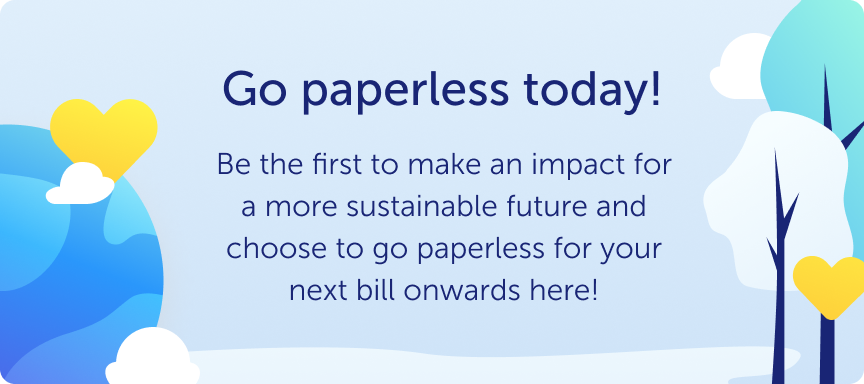 Go paperless today!
Be the first to make an impact for
a more sustainable future and
choose to go paperless for your
next bill onwards here!